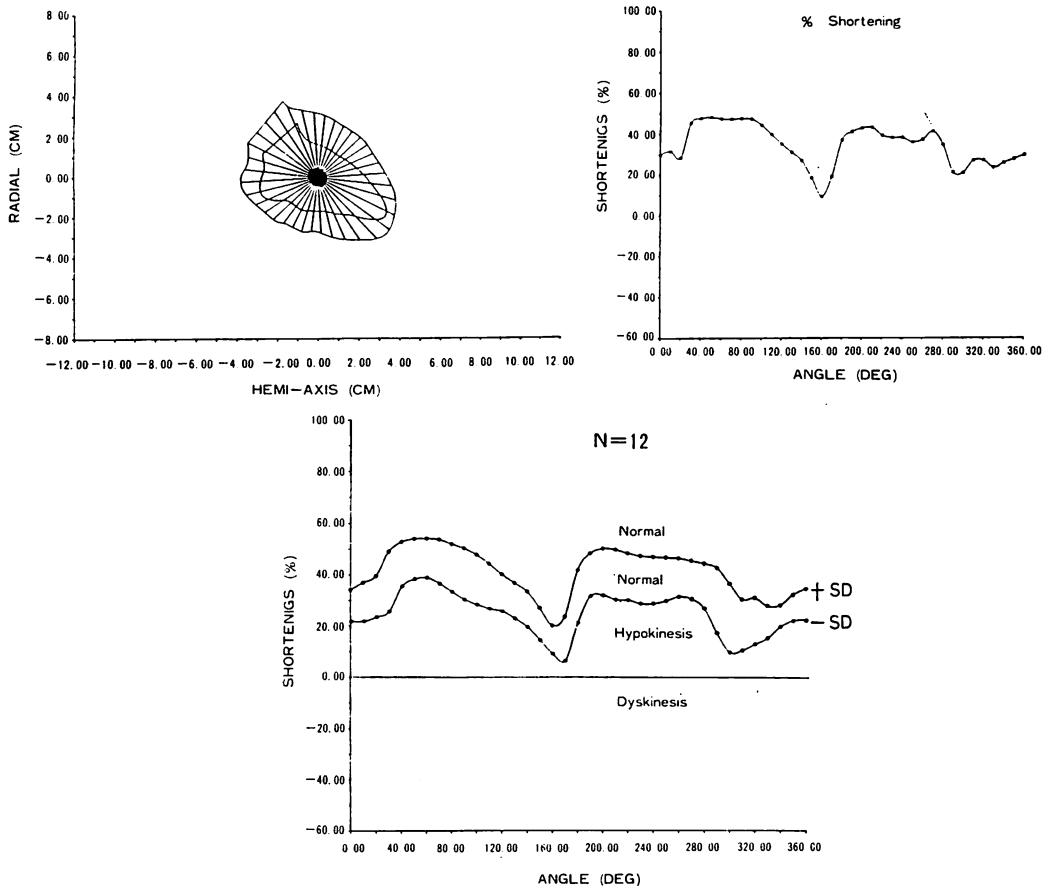 8 00
6 00
4 00
2 00
0.00
−2.00
−4.00
−6 00
−8.00
RADIAL (CM)
−12.00 −10.00 −8.00 −6 00 −4 00 −2.00 0.00 2.00 4.00 6.00 8 00 10 00 12.00
HEMI−AXIS (CM)
% Shortening
100.00
80 00
60 00
40 00
20 00
0 00
−20.00
−40 00
−60 00
SHORTENIGS (%)
0 00 40 00 80 00 120.00 160.00 200 00 240.00 280 00 320.00 360.00
ANGLE (DEG)
N=12
100 00
80 00
60 00
40 00
20.00
0.00
−20 00
−40 00
−60 00
SHORTENIGS (%)
Normal
Normal
Hypokinesis
Dyskinesis
+ SD
− SD
0 00 40 00 80 00 120 00 160 00 200 00 240 00 280 00 320 00 360 00
ANGLE (DEG)